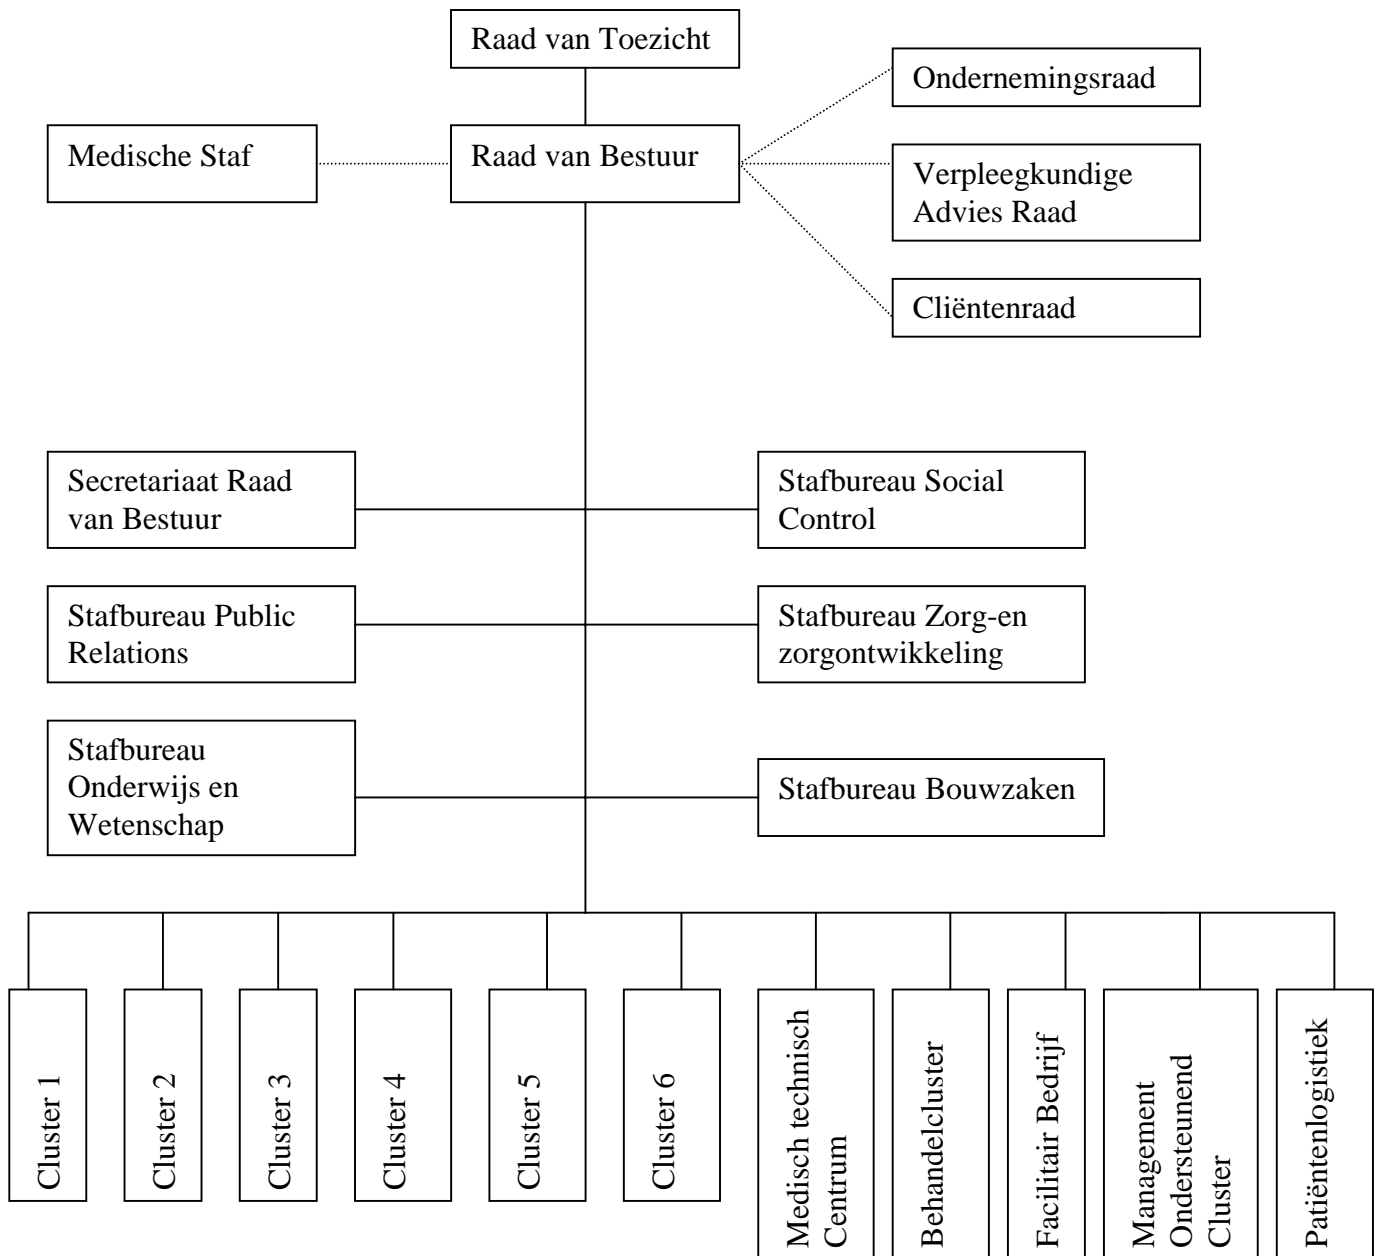 Raad van Toezicht
Ondernemingsraad
Medische Staf
Raad van Bestuur
Verpleegkundige
Advies Raad
Cliëntenraad
Secretariaat Raad
van Bestuur
Stafbureau Social
Control
Stafbureau Public
Relations
Stafbureau Zorg-en
zorgontwikkeling
Stafbureau
Onderwijs en
Wetenschap
Stafbureau Bouwzaken
Cluster 1
Cluster 2
Cluster 3
Cluster 4
Cluster 5
Cluster 6
Medisch technisch
Centrum
Behandelcluster
Facilitair Bedrijf
Management
Ondersteunend
Cluster
Patiëntenlogistiek